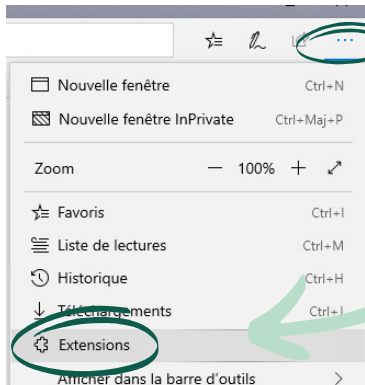 Nouvelle fenêtre Ctrl+N
Nouvelle fenêtre InPrivate Ctrl+Maj+P
Zoom — 100% +
Favoris Ctrl+I
Liste de lectures Ctrl+M
Historique Ctrl+H
Téléchargements Ctrl+J
Extensions
Afficher dans la barre d'outils